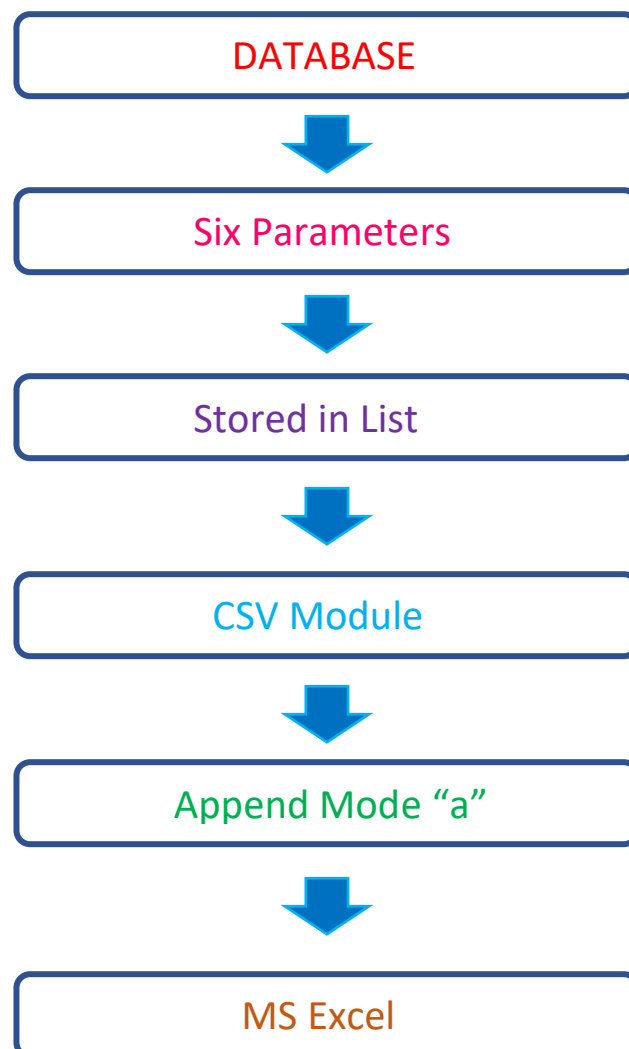 DATABASE
Six Parameters
Stored in List
CSV Module
Append Mode “a”
MS Excel